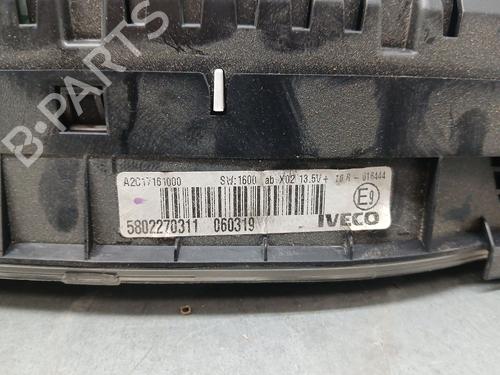 B-PARTS
A2C17161000 SW:1600 ab X02 13.5V+ 10 R - 016444
E9
5802270311 060319 IVECO